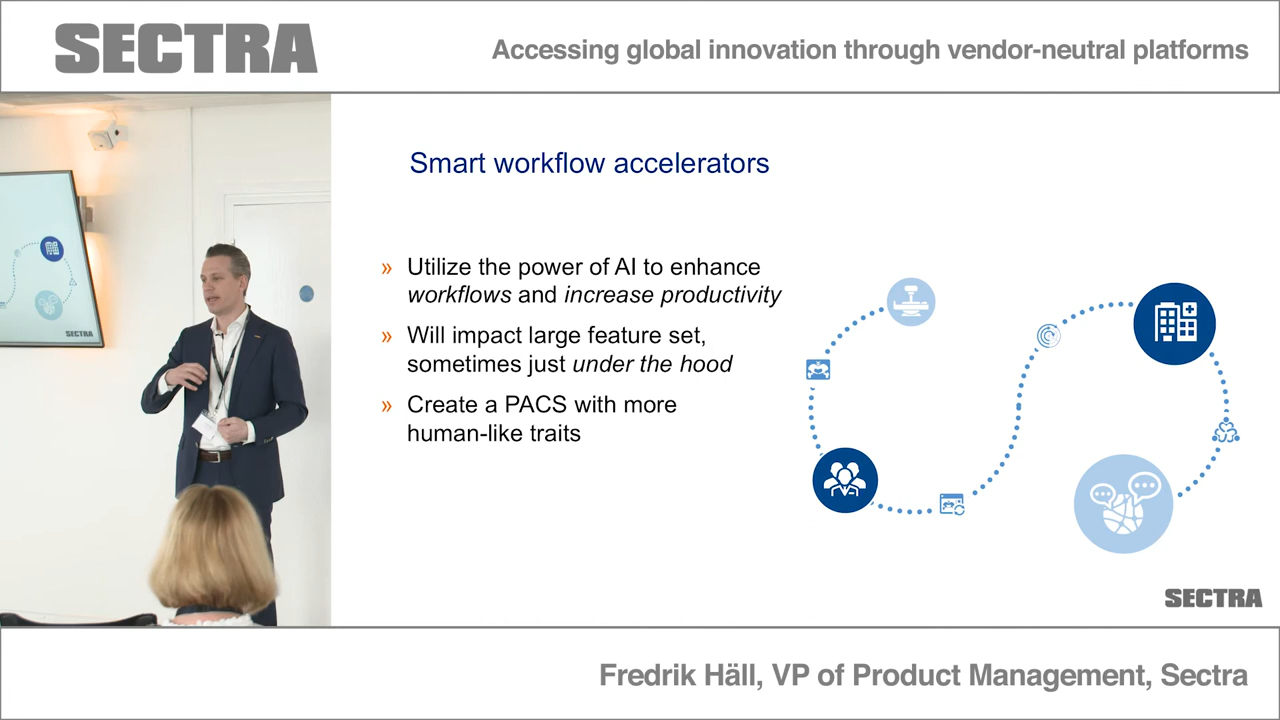 SECTRA
Accessing global innovation through vendor-neutral platforms
Smart workflow accelerators
» Utilize the power of AI to enhance
workflows and increase productivity
» Will impact large feature set,
sometimes just under the hood
» Create a PACS with more
human-like traits
SECTRA
SECTRA
Fredrik Häll, VP of Product Management, Sectra